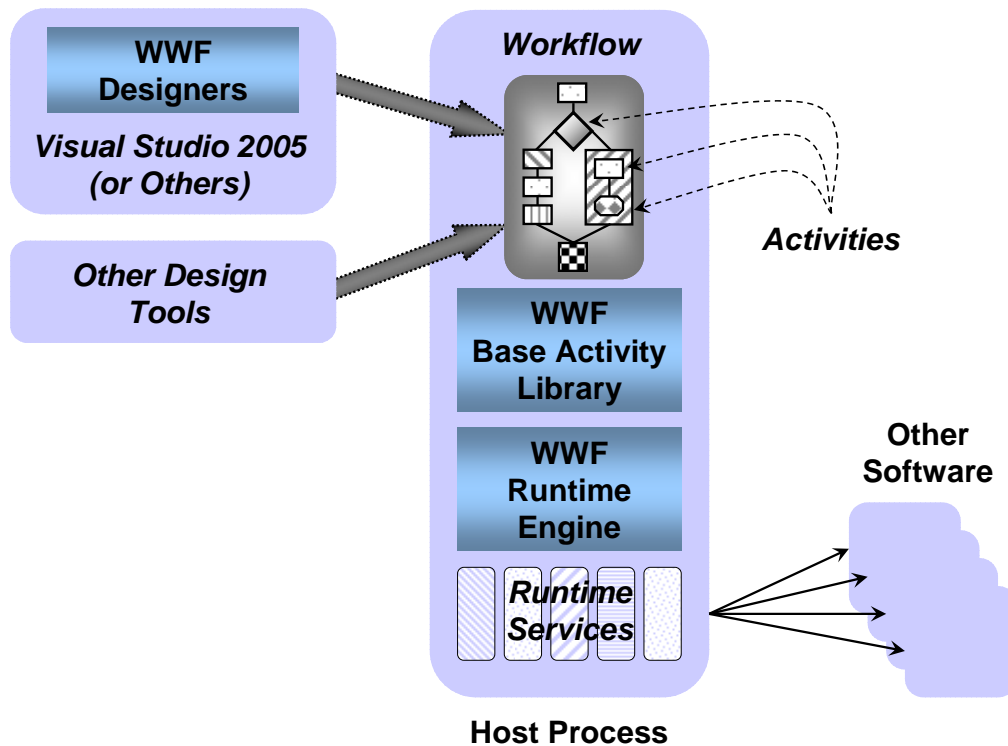 WWF
Designers
Visual Studio 2005
(or Others)
Other Design
Tools
Workflow
Activities
WWF
Base Activity
Library
WWF
Runtime
Engine
Runtime
Services
Host Process
Other
Software